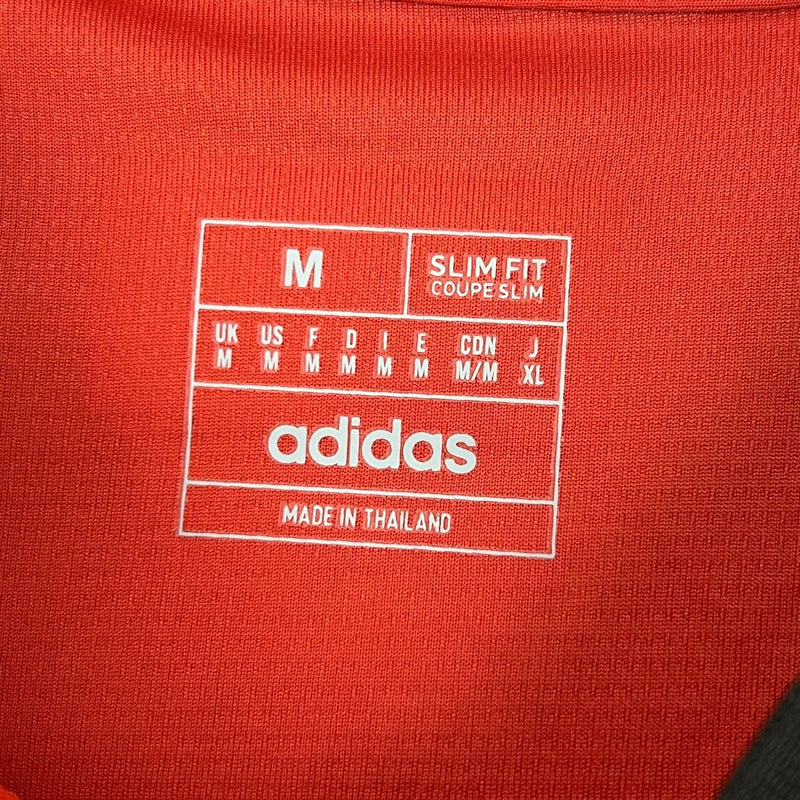 M
SLIM FIT
COUPE SLIM
UK US F D I E CDN J
M M M M M M M/M XL
adidas
MADE IN THAILAND